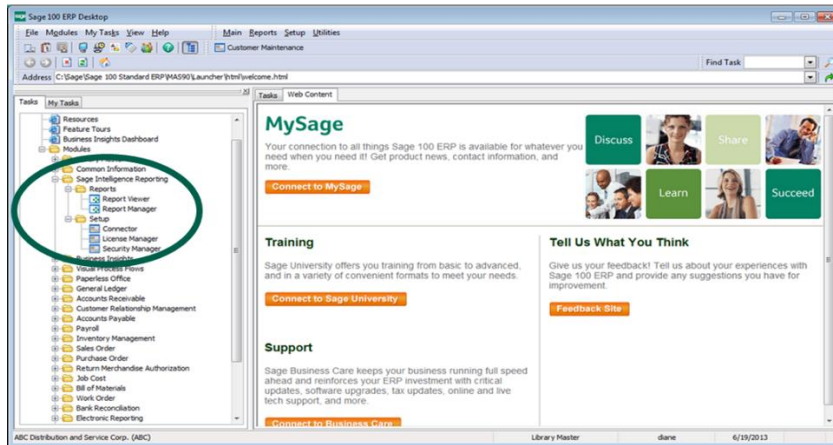 Sage 100 ERP Desktop
File Modules My Tasks View Help
Main Reports Setup Utilities
Customer Maintenance
Find Task
Address C:\Sage\Sage 100 Standard ERP\MAS90\Launcher\html\welcome.html
Tasks My Tasks
Tasks Web Content
Resources
Feature Tours
Business Insights Dashboard
Modules
Common Information
Sage Intelligence Reporting
Reports
Report Viewer
Report Manager
Setup
Connector
License Manager
Security Manager
Business Insights
Visual Process Flows
Paperless Office
General Ledger
Accounts Receivable
Customer Relationship Management
Accounts Payable
Payroll
Inventory Management
Sales Order
Purchase Order
Return Merchandise Authorization
Job Cost
Bill of Materials
Work Order
Bank Reconciliation
Electronic Reporting
MySage
Your connection to all things Sage 100 ERP is available for whatever you
need when you need it! Get product news, contact information, and
more.
Connect to MySage
Discuss
Share
Learn
Succeed
Training
Sage University offers you training from basic to advanced,
and in a variety of convenient formats to meet your needs.
Connect to Sage University
Tell Us What You Think
Give us your feedback! Tell us about your experiences with
Sage 100 ERP and provide any suggestions you have for
improvement.
Feedback Site
Support
Sage Business Care keeps your business running full speed
ahead and reinforces your ERP investment with critical
updates, software upgrades, tax updates, online and live
tech support, and more.
Connect to Business Care
ABC Distribution and Service Corp. (ABC)
Library Master
diane
6/19/2013